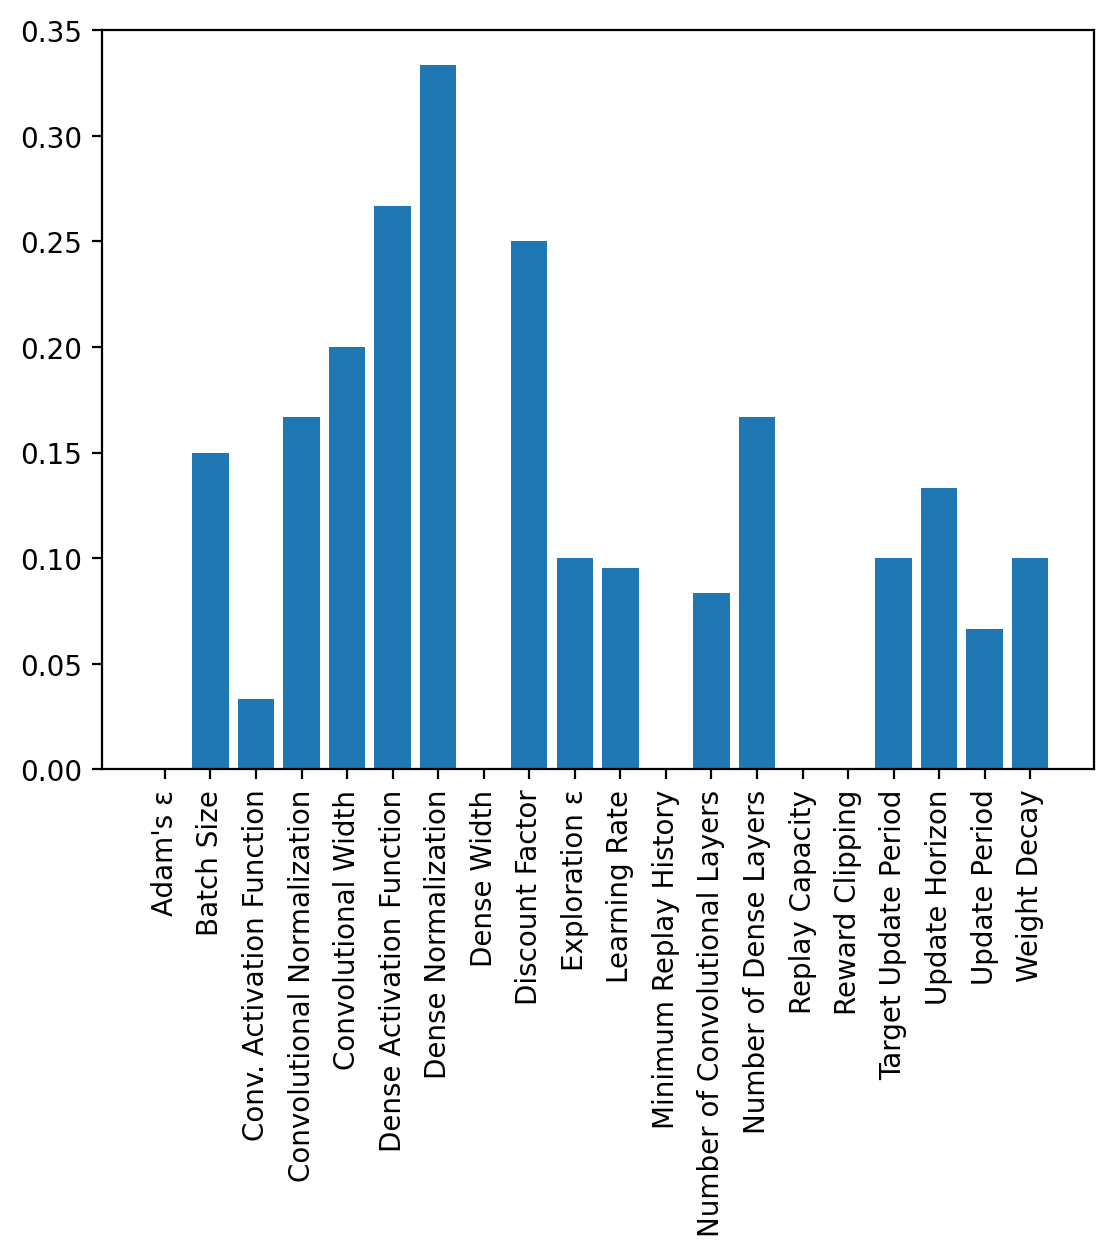 0.35
0.30
0.25
0.20
0.15
0.10
0.05
0.00
Adam's ε
Batch Size
Conv. Activation Function
Convolutional Normalization
Convolutional Width
Dense Activation Function
Dense Normalization
Dense Width
Discount Factor
Exploration ε
Learning Rate
Minimum Replay History
Number of Convolutional Layers
Number of Dense Layers
Replay Capacity
Reward Clipping
Target Update Period
Update Horizon
Update Period
Weight Decay